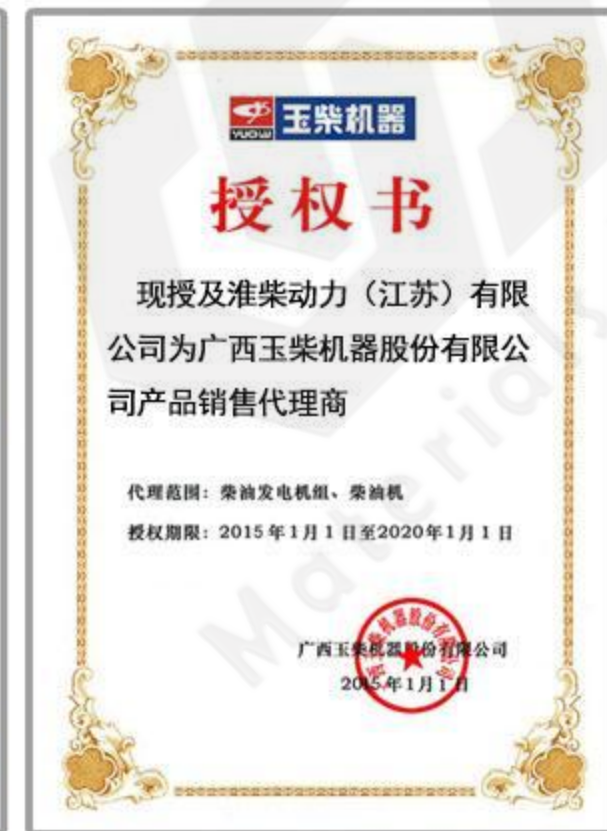 YUCHAI 玉柴机器
授权书
现授及淮柴动力（江苏）有限
公司为广西玉柴机器股份有限公
司产品销售代理商
代理范围：柴油发电机组、柴油机
授权期限：2015年1月1日至2020年1月1日
广西玉柴机器股份有限公司
2015年1月1日
Materials